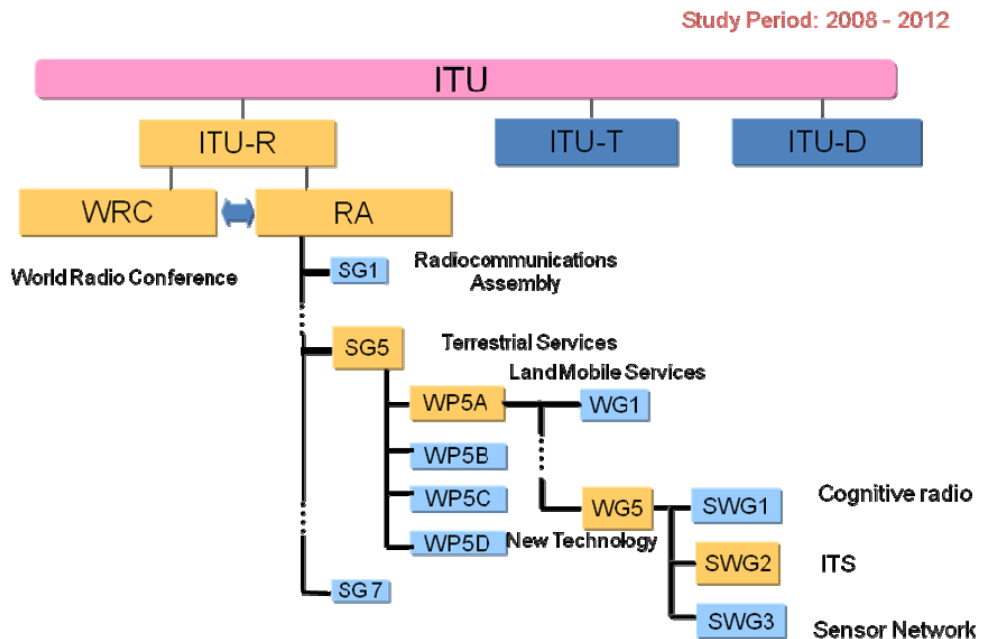 Study Period: 2008 - 2012
ITU
ITU-R
ITU-T
ITU-D
WRC
RA
World Radio Conference
SG1
Radiocommunications
Assembly
SG5
Terrestrial Services
Land Mobile Services
WP5A
WG1
WP5B
WP5C
WP5D
WG5
New Technology
SWG1
Cognitive radio
SWG2
ITS
SG7
SWG3
Sensor Network